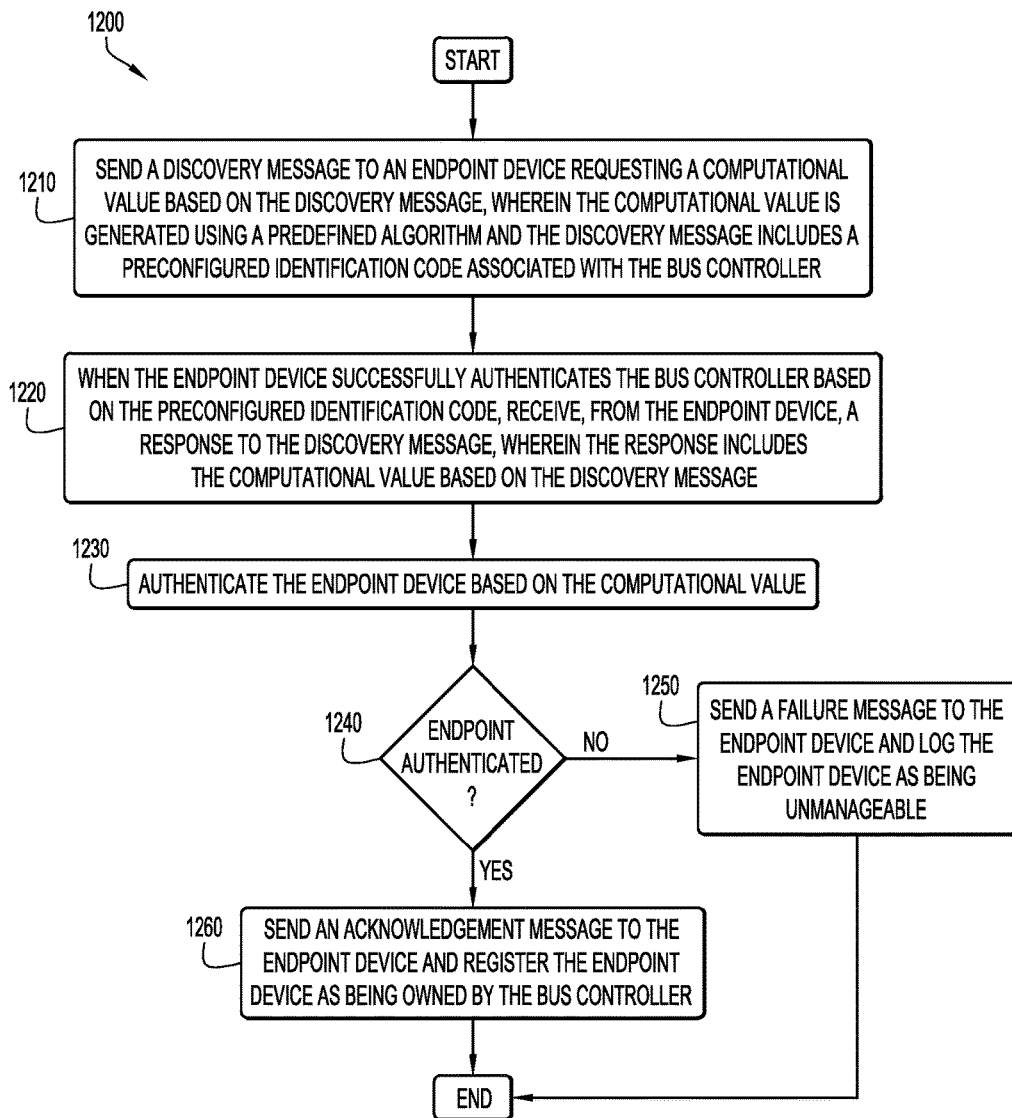 1200
START
1210
SEND A DISCOVERY MESSAGE TO AN ENDPOINT DEVICE REQUESTING A COMPUTATIONAL
VALUE BASED ON THE DISCOVERY MESSAGE, WHEREIN THE COMPUTATIONAL VALUE IS
GENERATED USING A PREDEFINED ALGORITHM AND THE DISCOVERY MESSAGE INCLUDES A
PRECONFIGURED IDENTIFICATION CODE ASSOCIATED WITH THE BUS CONTROLLER
1220
WHEN THE ENDPOINT DEVICE SUCCESSFULLY AUTHENTICATES THE BUS CONTROLLER BASED
ON THE PRECONFIGURED IDENTIFICATION CODE, RECEIVE, FROM THE ENDPOINT DEVICE, A
RESPONSE TO THE DISCOVERY MESSAGE, WHEREIN THE RESPONSE INCLUDES
THE COMPUTATIONAL VALUE BASED ON THE DISCOVERY MESSAGE
1230
AUTHENTICATE THE ENDPOINT DEVICE BASED ON THE COMPUTATIONAL VALUE
1240
ENDPOINT
AUTHENTICATED
?
NO
1250
SEND A FAILURE MESSAGE TO THE
ENDPOINT DEVICE AND LOG THE
ENDPOINT DEVICE AS BEING
UNMANAGEABLE
YES
1260
SEND AN ACKNOWLEDGEMENT MESSAGE TO THE
ENDPOINT DEVICE AND REGISTER THE ENDPOINT
DEVICE AS BEING OWNED BY THE BUS CONTROLLER
END